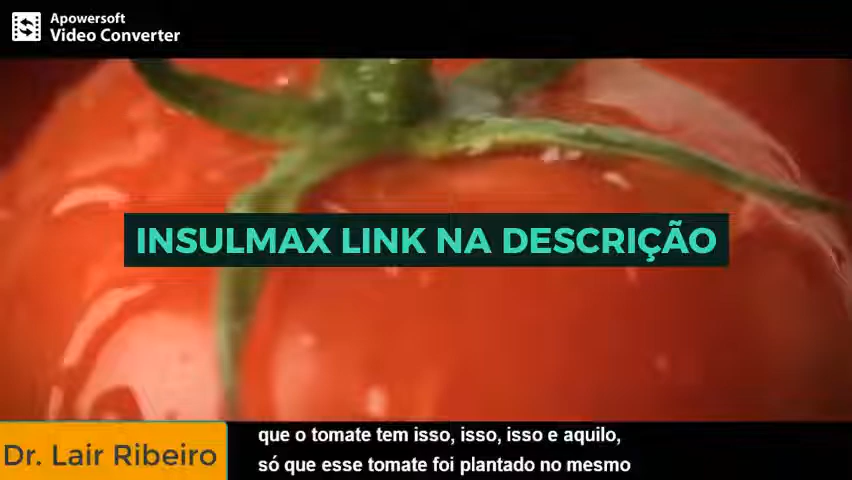 Apowersoft
Video Converter
INSULMAX LINK NA DESCRIÇÃO
Dr. Lair Ribeiro
que o tomate tem isso, isso, isso e aquilo,
só que esse tomate foi plantado no mesmo